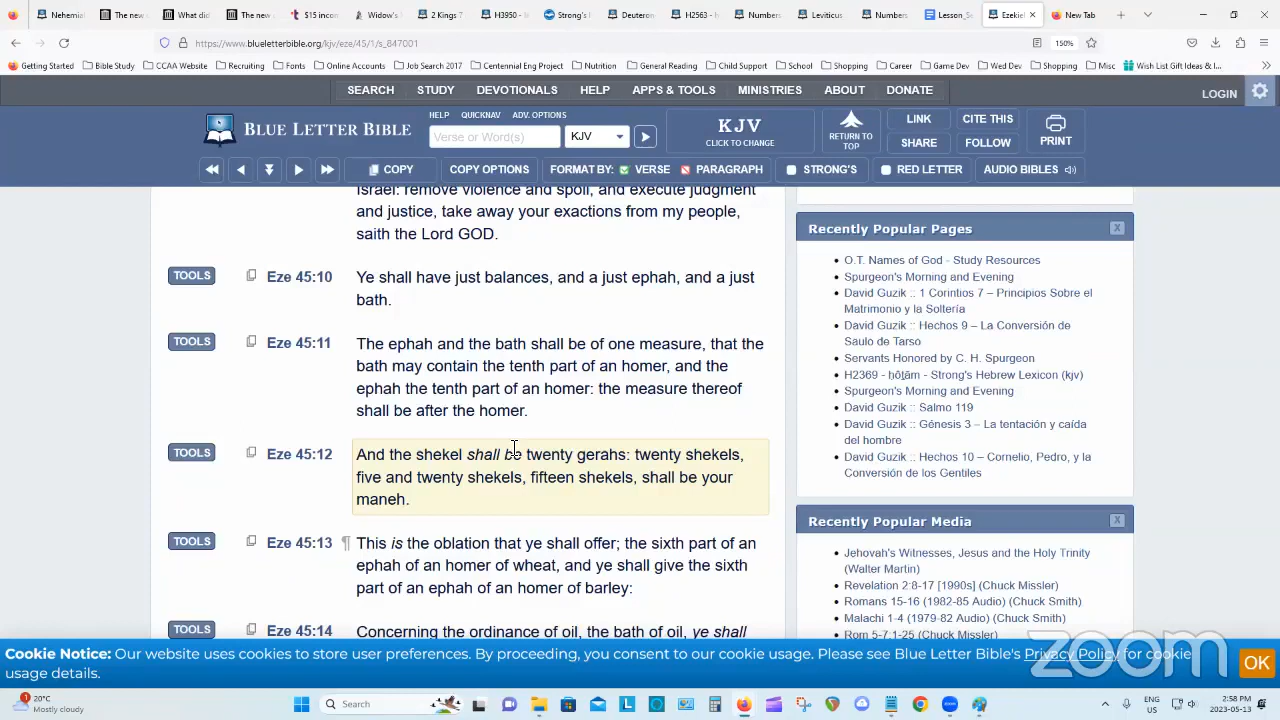 Nehemial
The new
What did
The new
$15 incom
Widow's
2 Kings 7
H3950 - l
Strong's I
Deuteron
H2563 - h
Numbers
Leviticus
Numbers
Lesson_S
Ezekiel
New Tab
https://www.blueletterbible.org/kjv/eze/45/1/s_847001
150%
Getting Started
Bible Study
CCAA Website
Recruiting
Fonts
Online Accounts
Job Search 2017
Centennial Eng Project
Nutrition
General Reading
Child Support
School
Shopping
Career
Game Dev
Wed Dev
Shopping
Misc
Wish List Gift Ideas & I...
SEARCH STUDY DEVOTIONALS HELP APPS & TOOLS MINISTRIES ABOUT DONATE
LOGIN
BLUE LETTER BIBLE
HELP QUICKNAV ADV. OPTIONS
Verse or Word(s)
KJV
KJV
CLICK TO CHANGE
RETURN TO
TOP
LINK
CITE THIS
SHARE
FOLLOW
PRINT
COPY
COPY OPTIONS
FORMAT BY: VERSE PARAGRAPH
STRONG'S
RED LETTER
AUDIO BIBLES
Israel: remove violence and spoil, and execute judgment
and justice, take away your exactions from my people,
saith the Lord GOD.
TOOLS Eze 45:10 Ye shall have just balances, and a just ephah, and a just
bath.
TOOLS Eze 45:11 The ephah and the bath shall be of one measure, that the
bath may contain the tenth part of an homer, and the
ephah the tenth part of an homer: the measure thereof
shall be after the homer.
TOOLS Eze 45:12 And the shekel shall be twenty gerahs: twenty shekels,
five and twenty shekels, fifteen shekels, shall be your
maneh.
TOOLS Eze 45:13 ¶ This is the oblation that ye shall offer; the sixth part of an
ephah of an homer of wheat, and ye shall give the sixth
part of an ephah of an homer of barley:
TOOLS Eze 45:14 Concerning the ordinance of oil, the bath of oil, ye shall
Recently Popular Pages
O.T. Names of God - Study Resources
Spurgeon's Morning and Evening
David Guzik :: 1 Corintios 7 – Principios Sobre el
Matrimonio y la Soltería
David Guzik :: Hechos 9 – La Conversión de
Saulo de Tarso
Servants Honored by C. H. Spurgeon
H2369 - ḥôṯām - Strong's Hebrew Lexicon (kjv)
Spurgeon's Morning and Evening
David Guzik :: Salmo 119
David Guzik :: Génesis 3 – La tentación y caída
del hombre
David Guzik :: Hechos 10 – Cornelio, Pedro, y la
Conversión de los Gentiles
Recently Popular Media
Jehovah's Witnesses, Jesus and the Holy Trinity
(Walter Martin)
Revelation 2:8-17 [1990s] (Chuck Missler)
Romans 15-16 (1982-85 Audio) (Chuck Smith)
Malachi 1-4 (1979-82 Audio) (Chuck Smith)
Rom 5-7:1-25 (Chuck Missler)
Cookie Notice: Our website uses cookies to store user preferences. By proceeding, you consent to our cookie usage. Please see Blue Letter Bible's Privacy Policy for cookie
usage details.
OK
zoom
20°C
Mostly cloudy
Search
ENG
US
2:58 PM
2023-05-13